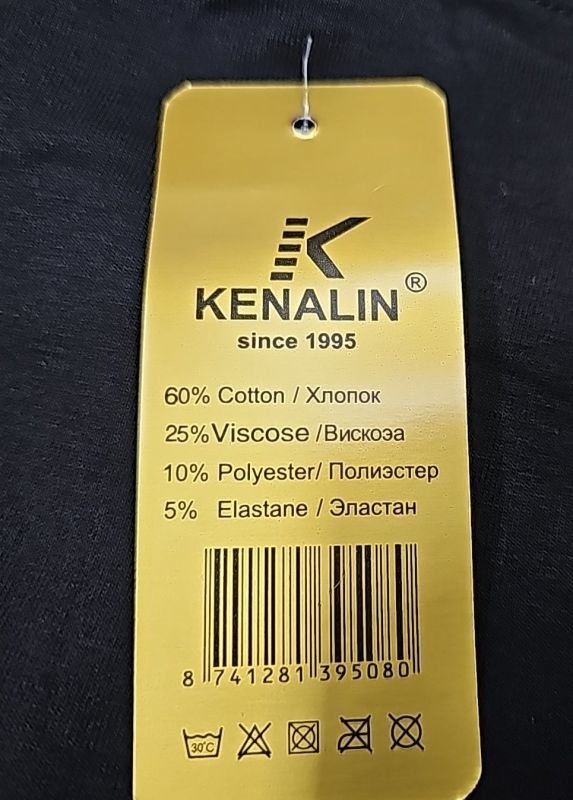 KENALIN®
since 1995
60% Cotton / Хлопок
25% Viscose /Вискоэа
10% Polyester/ Полиэстер
5% Elastane / Эластан
8 741281 395080
30°C